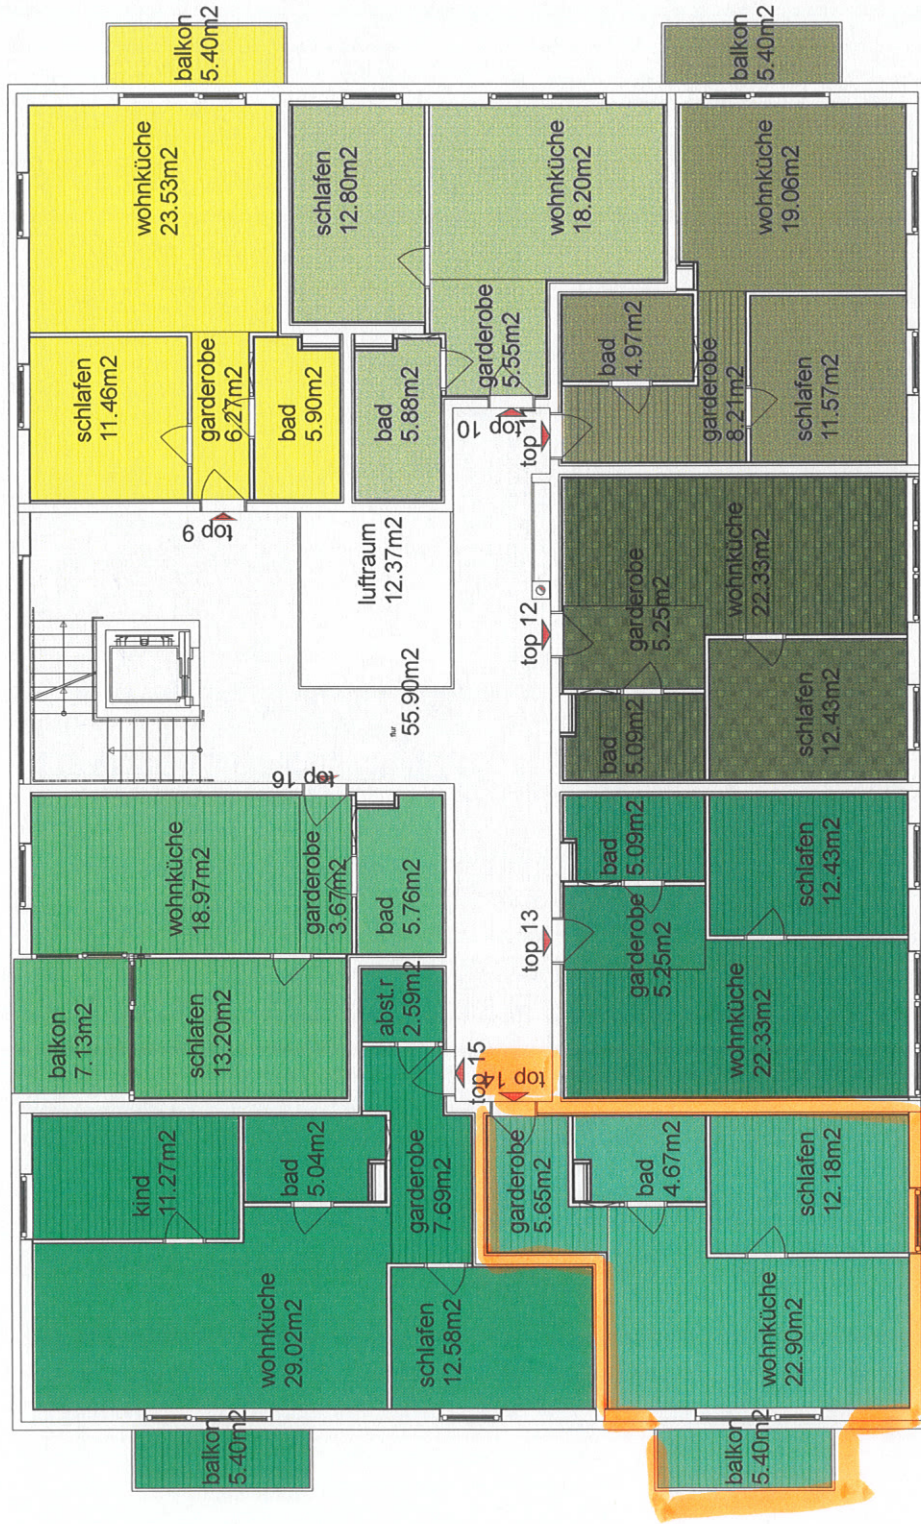 balkon
5.40m2
wohnküche
23.53m2
schlafen
11.46m2
garderobe
6.27m2
bad
5.90m2
top 9
schlafen
12.80m2
wohnküche
18.20m2
garderobe
5.55m2
bad
5.88m2
top 10
balkon
5.40m2
wohnküche
19.06m2
bad
4.97m2
garderobe
8.21m2
schlafen
11.57m2
top 1
luftraum
12.37m2
flur
55.90m2
top 12
garderobe
5.25m2
wohnküche
22.33m2
bad
5.09m2
schlafen
12.43m2
top 16
wohnküche
18.97m2
garderobe
3.67m2
bad
5.76m2
balkon
7.13m2
schlafen
13.20m2
abst.r
2.59m2
top 13
bad
5.09m2
schlafen
12.43m2
garderobe
5.25m2
wohnküche
22.33m2
top 15
kind
11.27m2
bad
5.04m2
garderobe
7.69m2
wohnküche
29.02m2
schlafen
12.58m2
balkon
5.40m2
top 14
garderobe
5.65m2
bad
4.67m2
schlafen
12.18m2
wohnküche
22.90m2
balkon
5.40m2